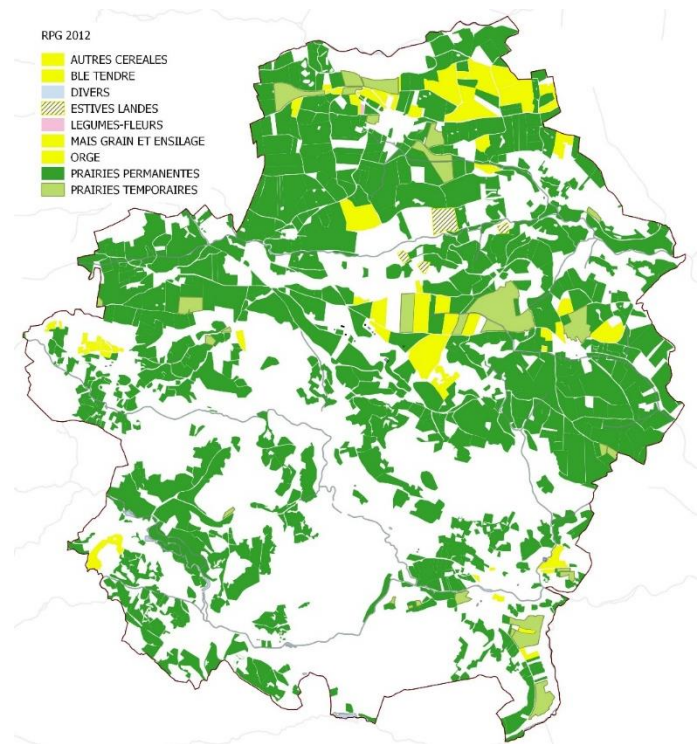 RPG 2012
AUTRES CEREALES
BLE TENDRE
DIVERS
ESTIVES LANDES
LEGUMES-FLEURS
MAIS GRAIN ET ENSILAGE
ORGE
PRAIRIES PERMANENTES
PRAIRIES TEMPORAIRES